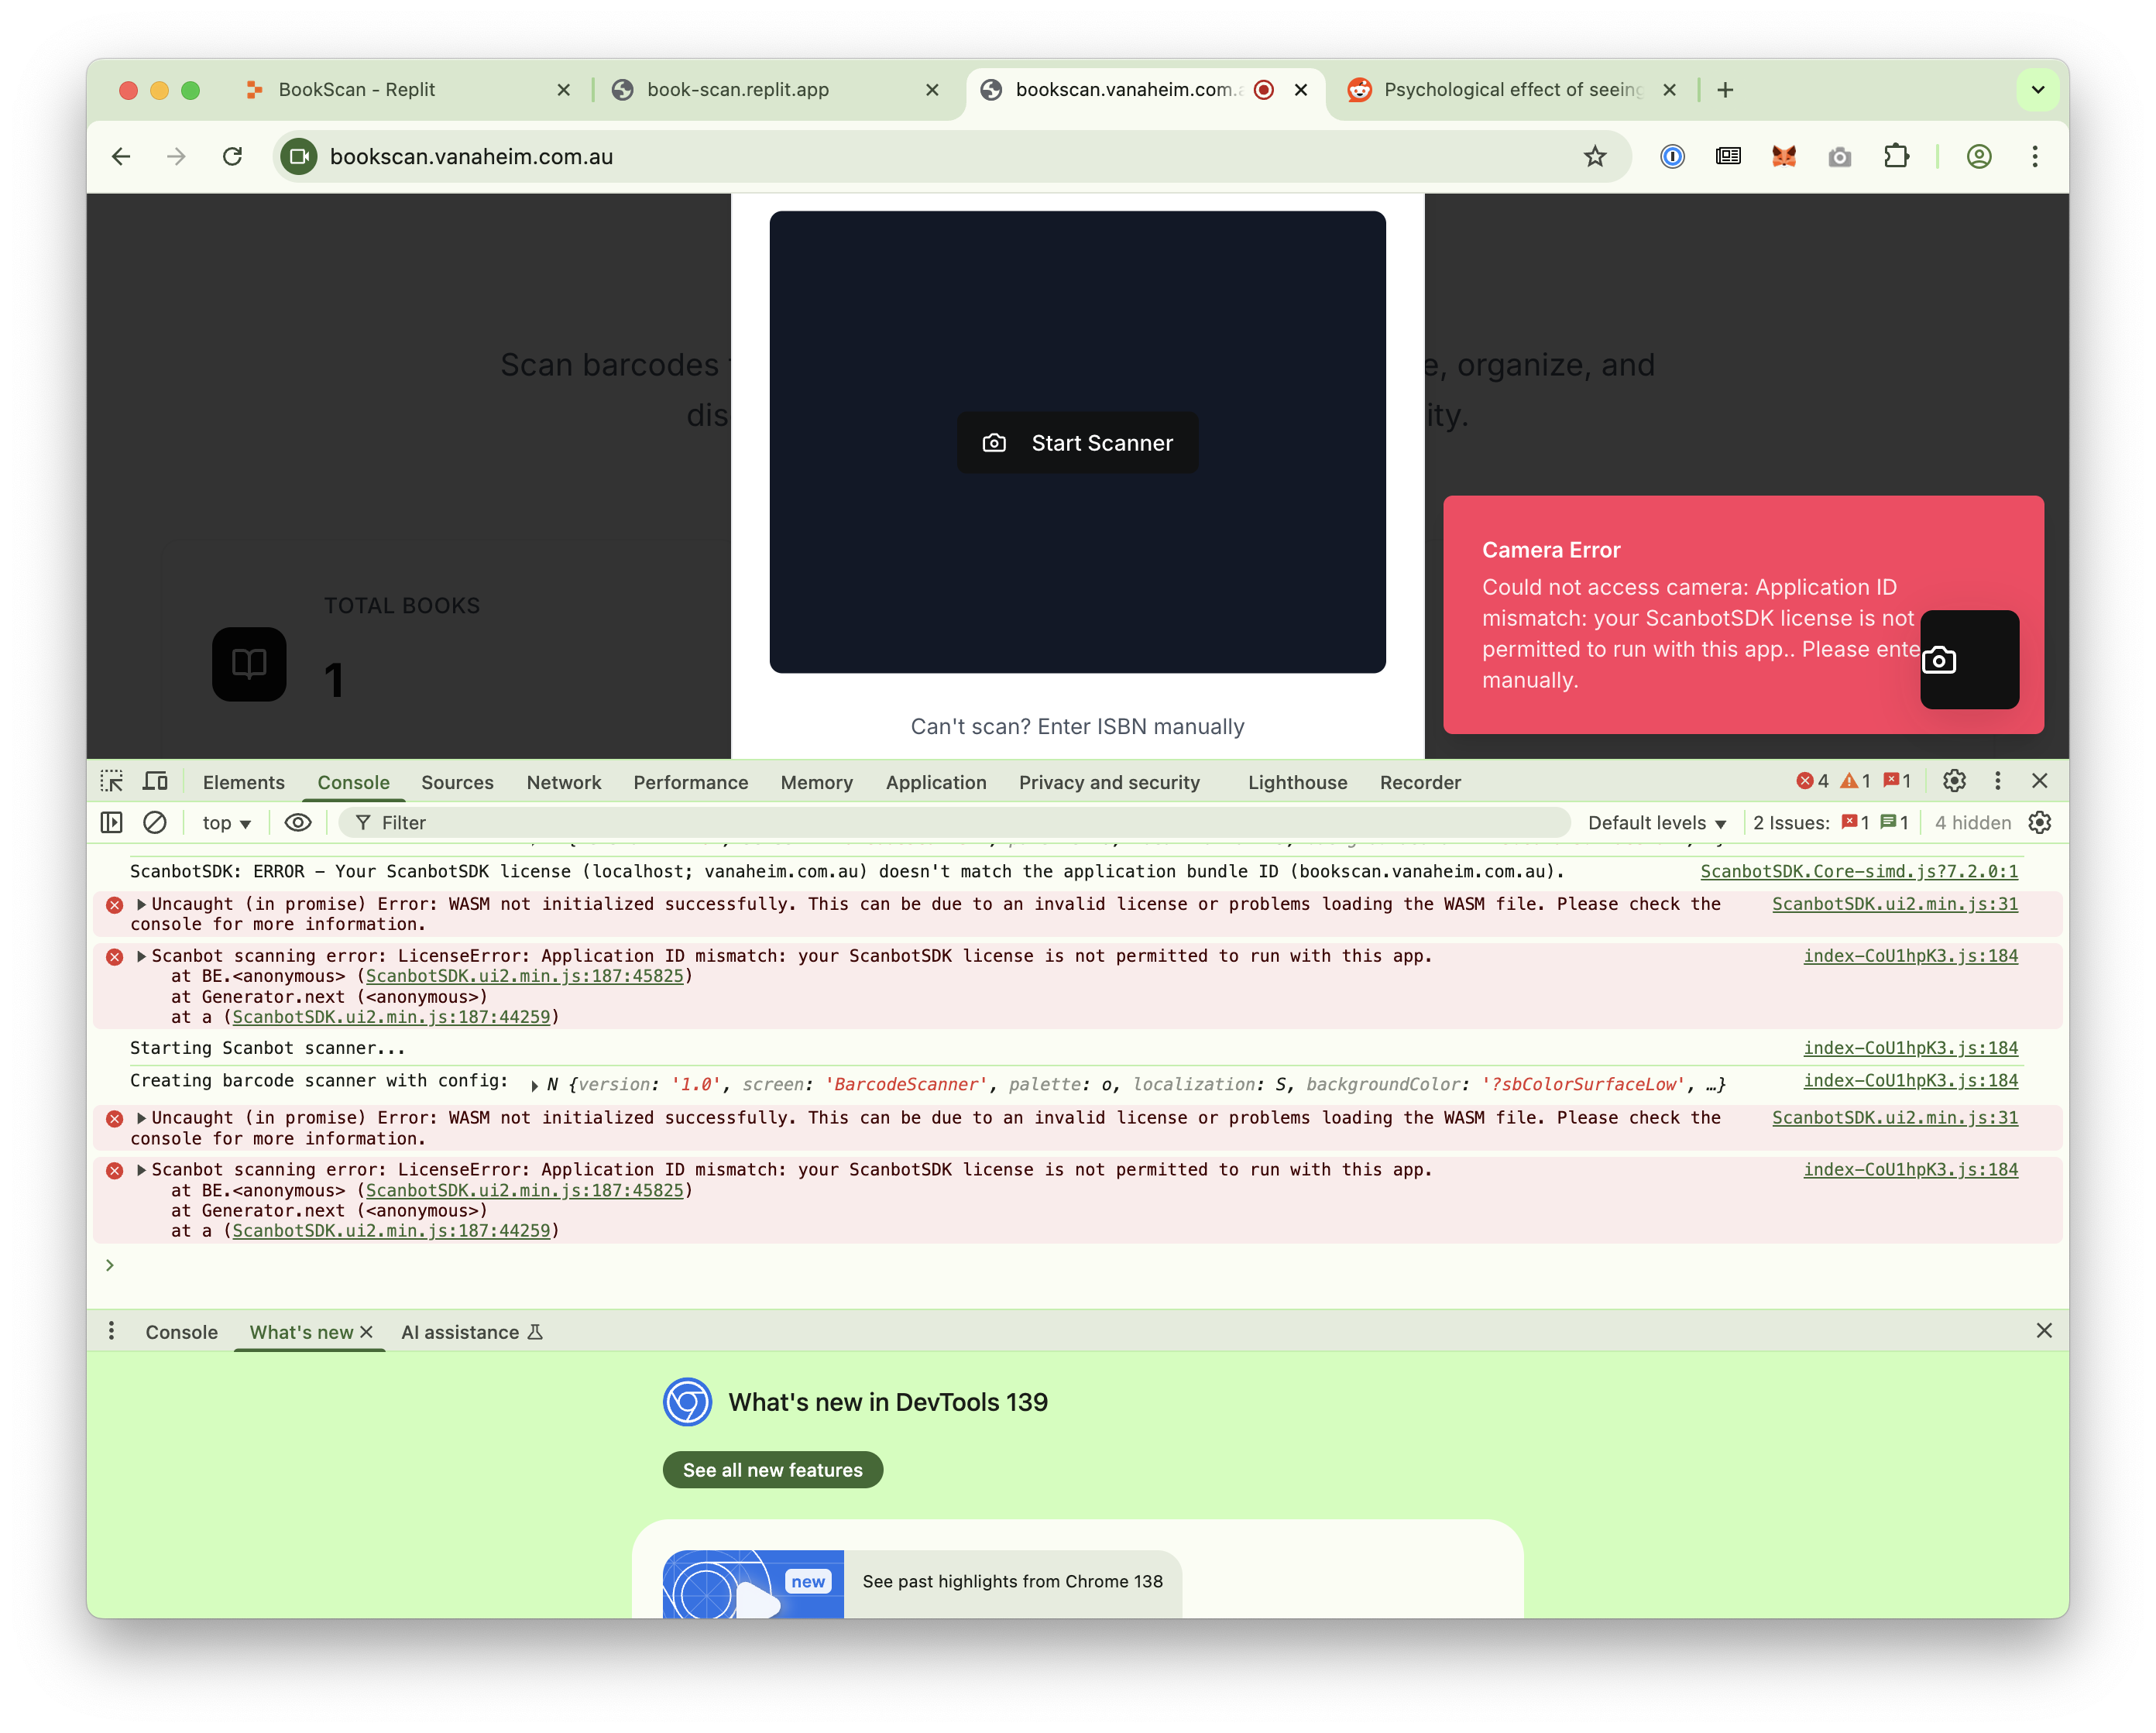 BookScan - Replit
book-scan.replit.app
bookscan.vanaheim.com.a
Psychological effect of seeing
bookscan.vanaheim.com.au
Scan barcodes
e, organize, and
dis
ity.
Start Scanner
TOTAL BOOKS
1
Can't scan? Enter ISBN manually
Camera Error
Could not access camera: Application ID
mismatch: your ScanbotSDK license is not
permitted to run with this app.. Please ente
manually.
Elements Console Sources Network Performance Memory Application Privacy and security Lighthouse Recorder 4 1 1
top Filter Default levels 2 Issues: 1 1 4 hidden
ScanbotSDK: ERROR – Your ScanbotSDK license (localhost; vanaheim.com.au) doesn't match the application bundle ID (bookscan.vanaheim.com.au). ScanbotSDK.Core-simd.js?7.2.0:1
Uncaught (in promise) Error: WASM not initialized successfully. This can be due to an invalid license or problems loading the WASM file. Please check the ScanbotSDK.ui2.min.js:31
console for more information.
Scanbot scanning error: LicenseError: Application ID mismatch: your ScanbotSDK license is not permitted to run with this app. index-CoU1hpK3.js:184
at BE.<anonymous> (ScanbotSDK.ui2.min.js:187:45825)
at Generator.next (<anonymous>)
at a (ScanbotSDK.ui2.min.js:187:44259)
Starting Scanbot scanner... index-CoU1hpK3.js:184
Creating barcode scanner with config: N {version: '1.0', screen: 'BarcodeScanner', palette: o, localization: S, backgroundColor: '?sbColorSurfaceLow', …} index-CoU1hpK3.js:184
Uncaught (in promise) Error: WASM not initialized successfully. This can be due to an invalid license or problems loading the WASM file. Please check the ScanbotSDK.ui2.min.js:31
console for more information.
Scanbot scanning error: LicenseError: Application ID mismatch: your ScanbotSDK license is not permitted to run with this app. index-CoU1hpK3.js:184
at BE.<anonymous> (ScanbotSDK.ui2.min.js:187:45825)
at Generator.next (<anonymous>)
at a (ScanbotSDK.ui2.min.js:187:44259)
Console What's new AI assistance
What's new in DevTools 139
See all new features
new
See past highlights from Chrome 138